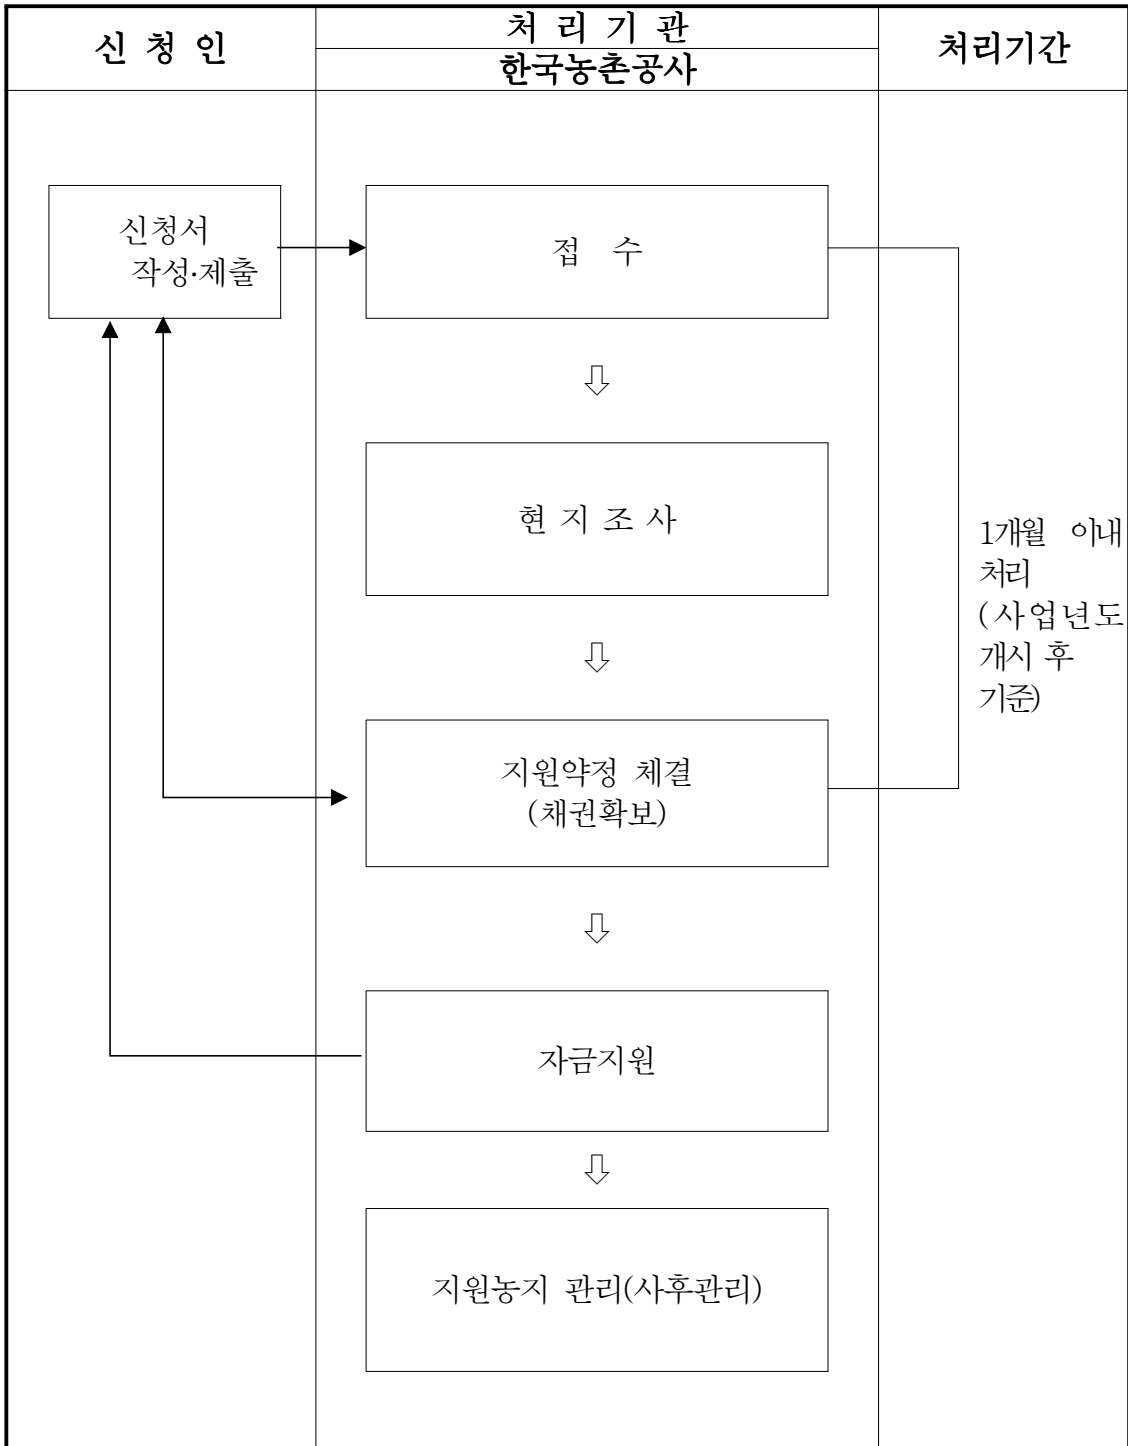 신 청 인
처 리 기 관
한국농촌공사
처리기간
신청서
작성·제출
접 수
현 지 조 사
1개월 이내
처리
(사업년도
개시 후
기준)
지원약정 체결
(채권확보)
자금지원
지원농지 관리(사후관리)